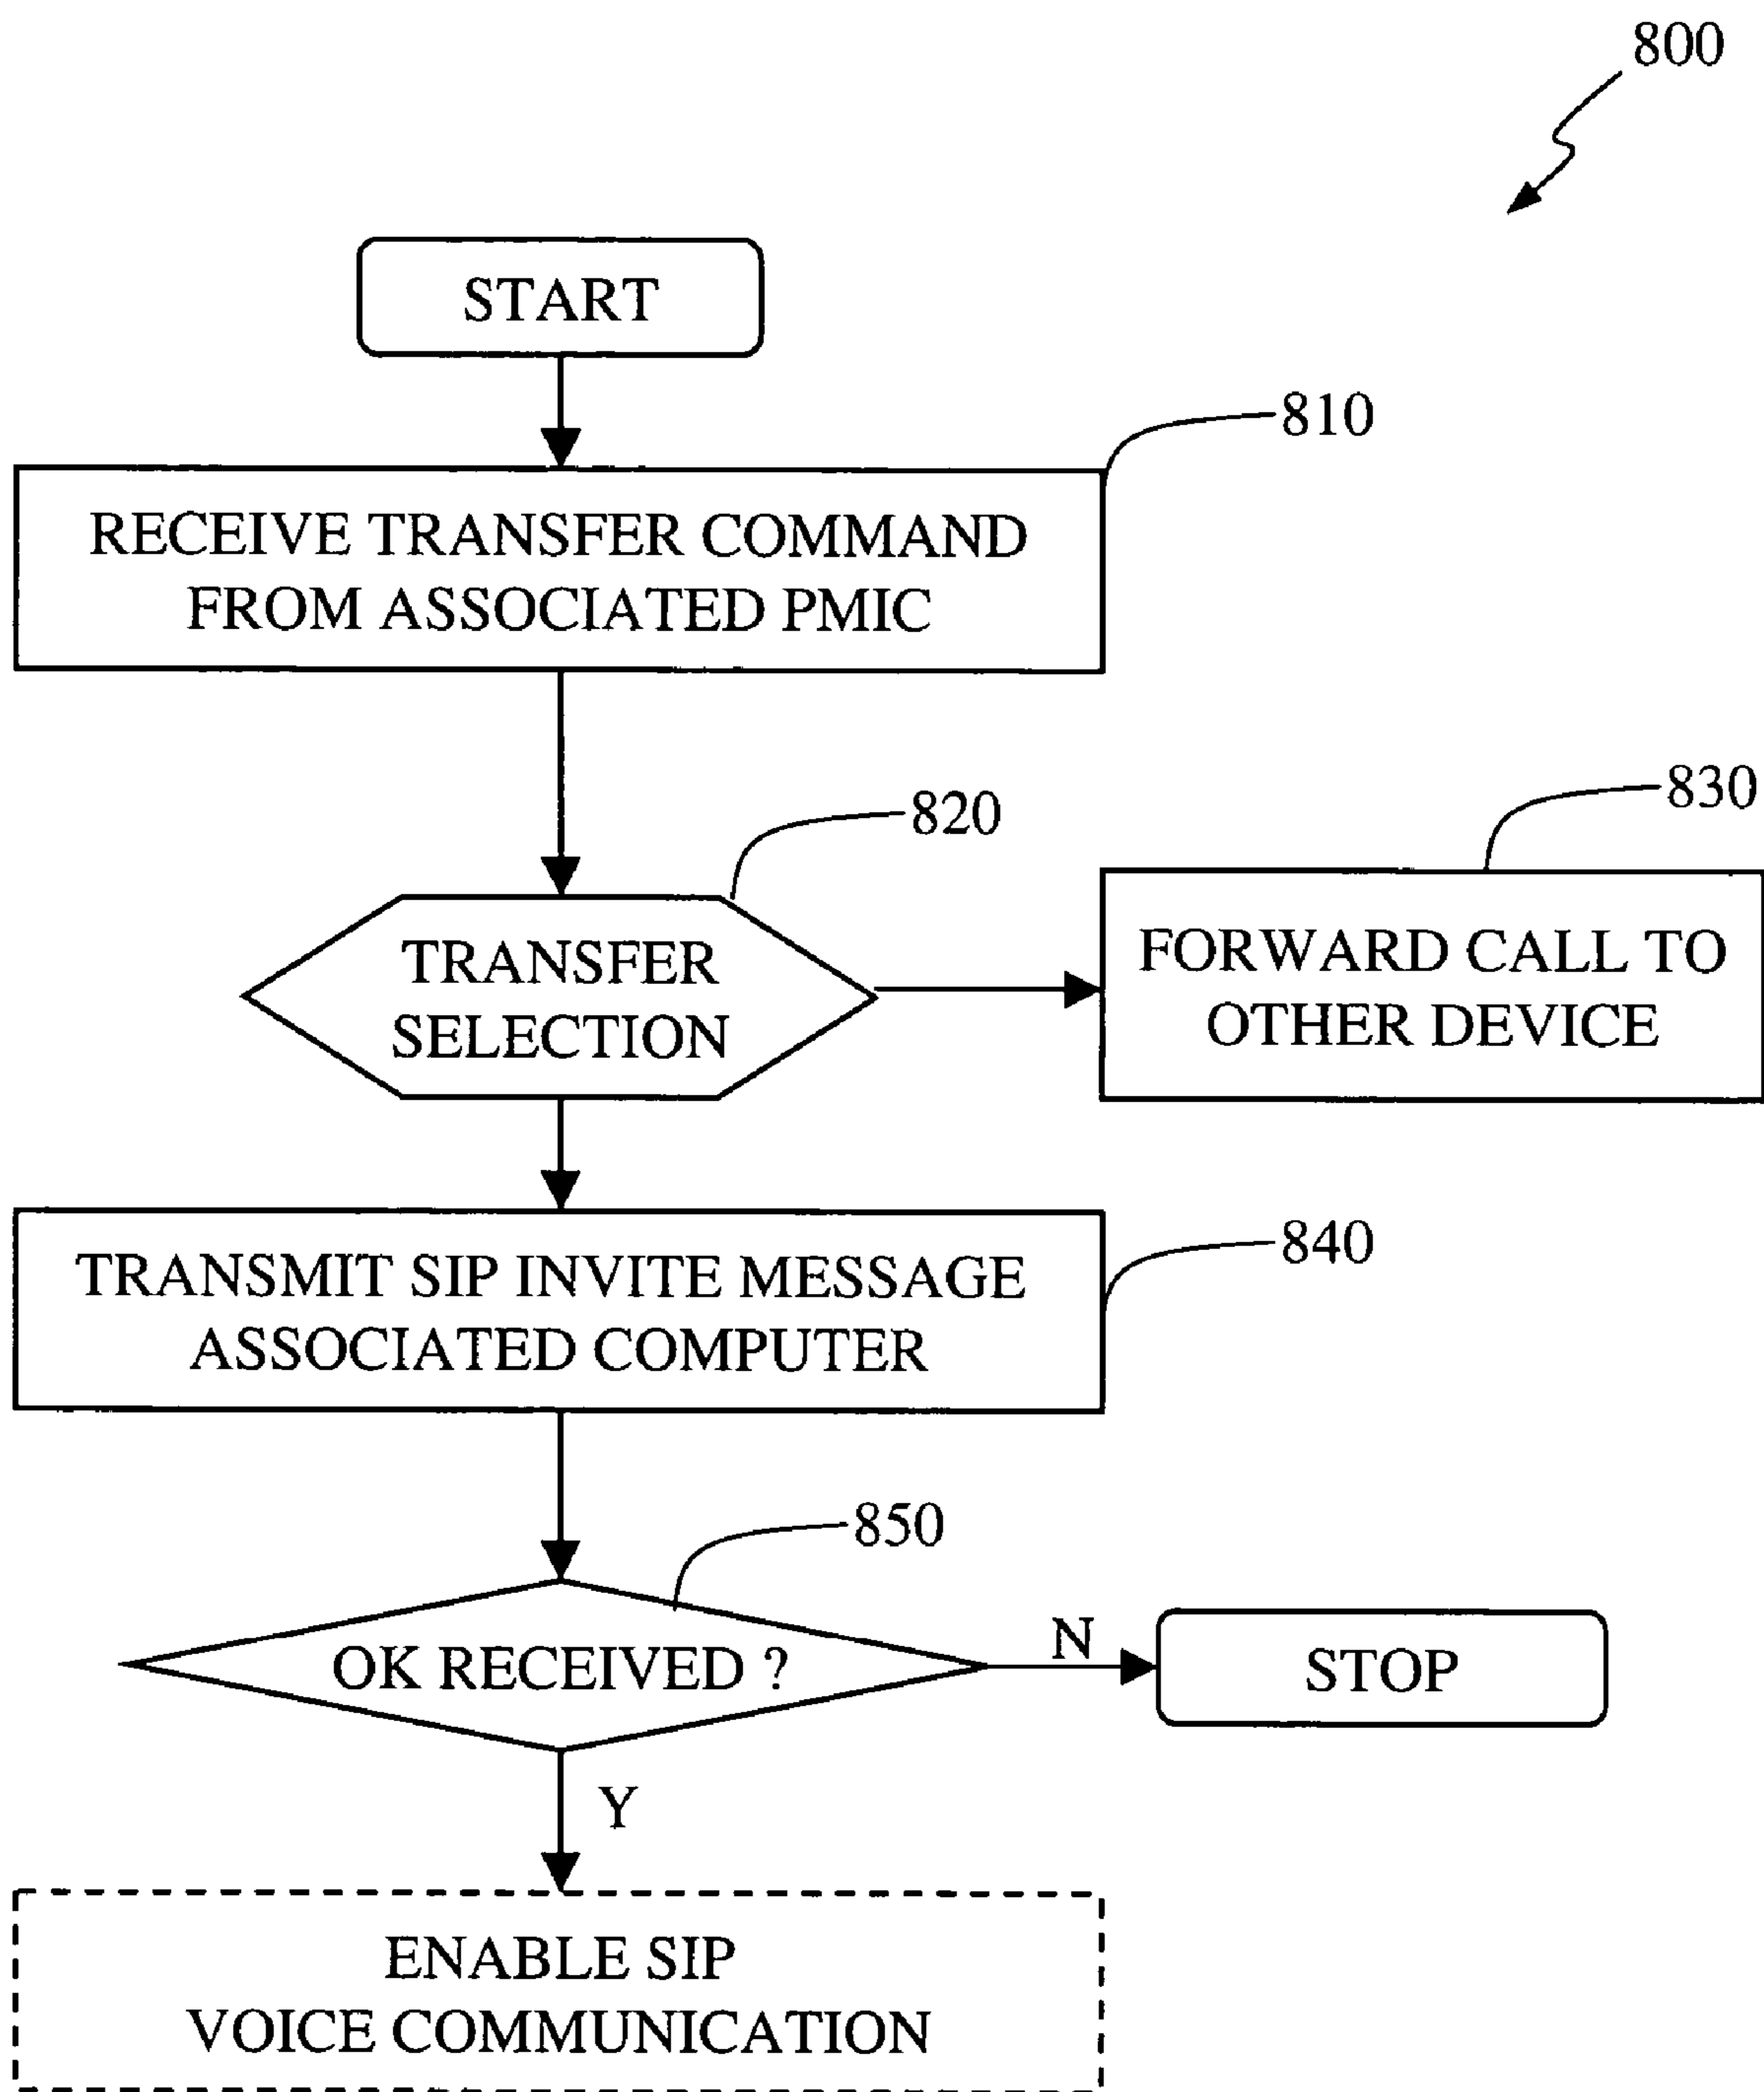 800
START
810
RECEIVE TRANSFER COMMAND
FROM ASSOCIATED PMIC
820
830
TRANSFER
SELECTION
FORWARD CALL TO
OTHER DEVICE
840
TRANSMIT SIP INVITE MESSAGE
ASSOCIATED COMPUTER
850
OK RECEIVED ?
N
STOP
Y
ENABLE SIP
VOICE COMMUNICATION